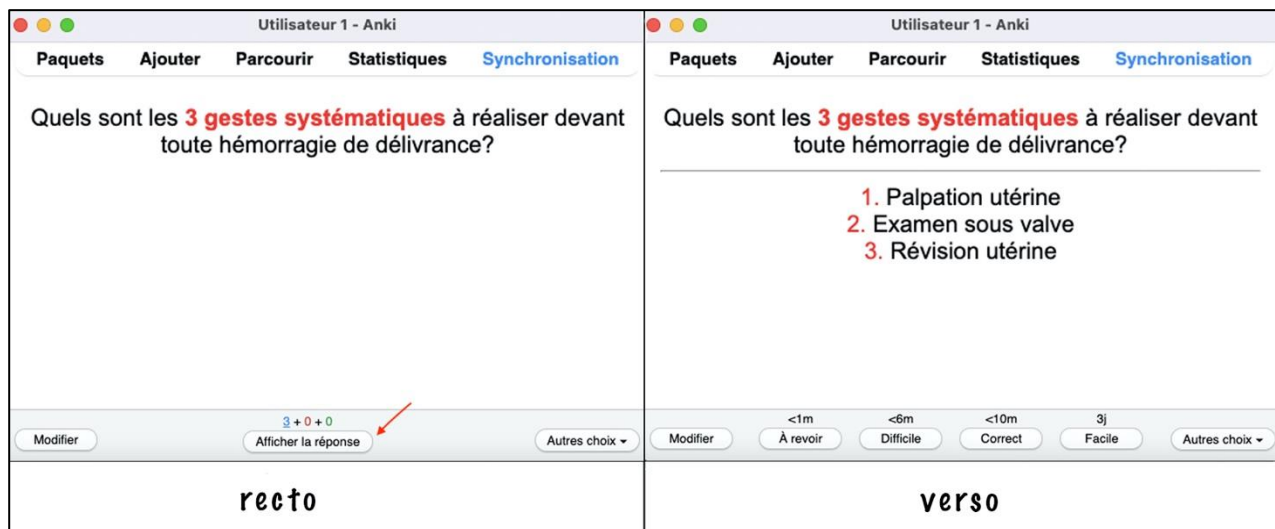 Utilisateur 1 - Anki
Paquets Ajouter Parcourir Statistiques Synchronisation
Quels sont les 3 gestes systématiques à réaliser devant
toute hémorragie de délivrance?
3 + 0 + 0
Modifier Afficher la réponse Autres choix
recto
Utilisateur 1 - Anki
Paquets Ajouter Parcourir Statistiques Synchronisation
Quels sont les 3 gestes systématiques à réaliser devant
toute hémorragie de délivrance?
1. Palpation utérine
2. Examen sous valve
3. Révision utérine
<1m <6m <10m 3j
Modifier À revoir Difficile Correct Facile Autres choix
verso